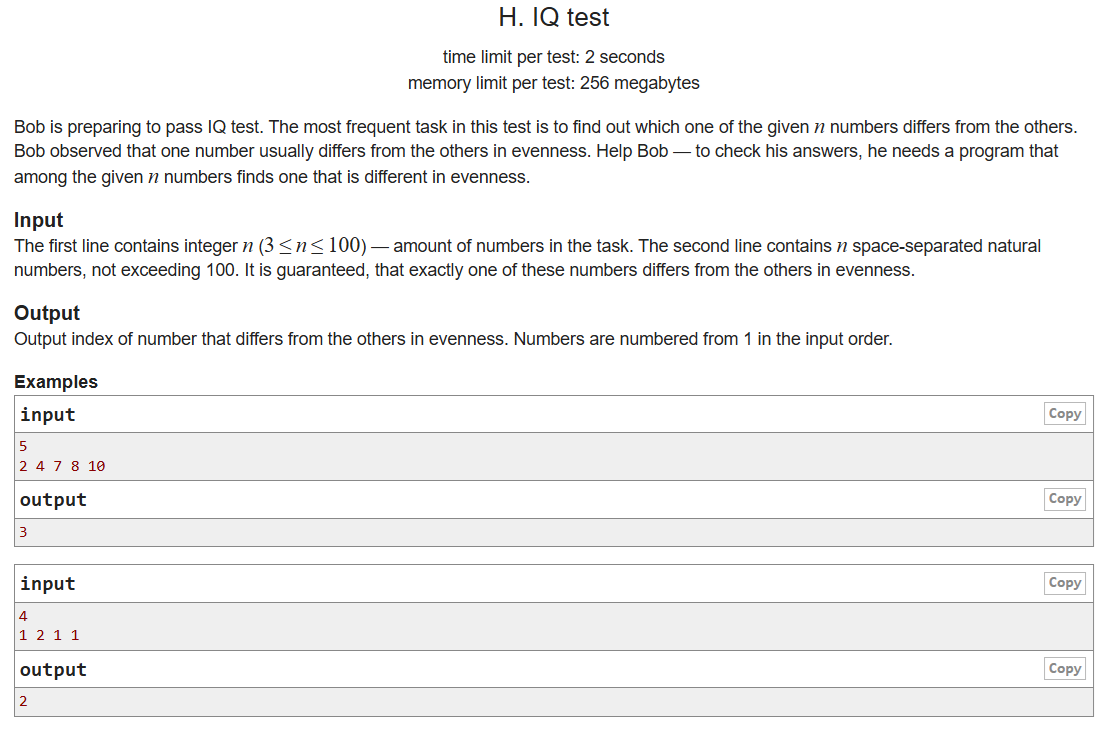 H. IQ test
time limit per test: 2 seconds
memory limit per test: 256 megabytes
Bob is preparing to pass IQ test. The most frequent task in this test is to find out which one of the given n numbers differs from the others.
Bob observed that one number usually differs from the others in evenness. Help Bob — to check his answers, he needs a program that
among the given n numbers finds one that is different in evenness.
Input
The first line contains integer n (3 ≤ n ≤ 100) — amount of numbers in the task. The second line contains n space-separated natural
numbers, not exceeding 100. It is guaranteed, that exactly one of these numbers differs from the others in evenness.
Output
Output index of number that differs from the others in evenness. Numbers are numbered from 1 in the input order.
Examples
input Copy
5
2 4 7 8 10
output Copy
3
input Copy
4
1 2 1 1
output Copy
2